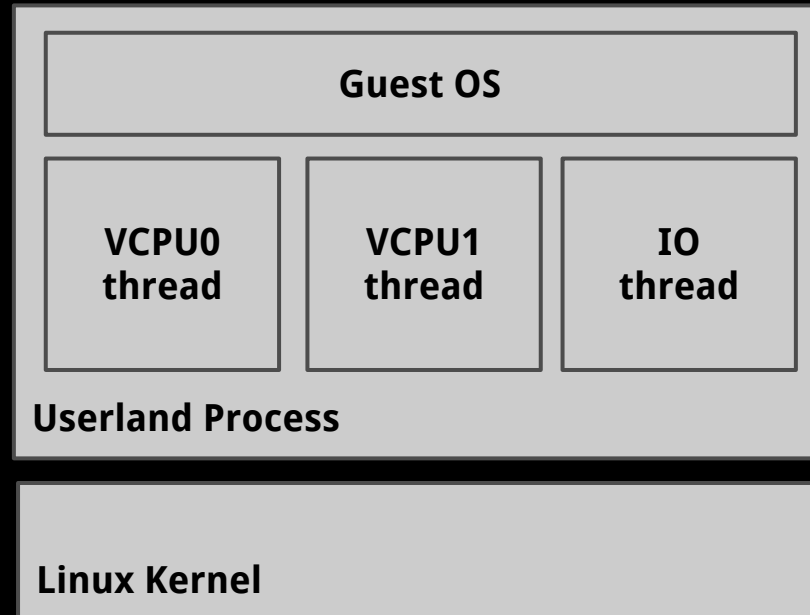 Guest OS
VCPU0
thread
VCPU1
thread
IO
thread
Userland Process
Linux Kernel